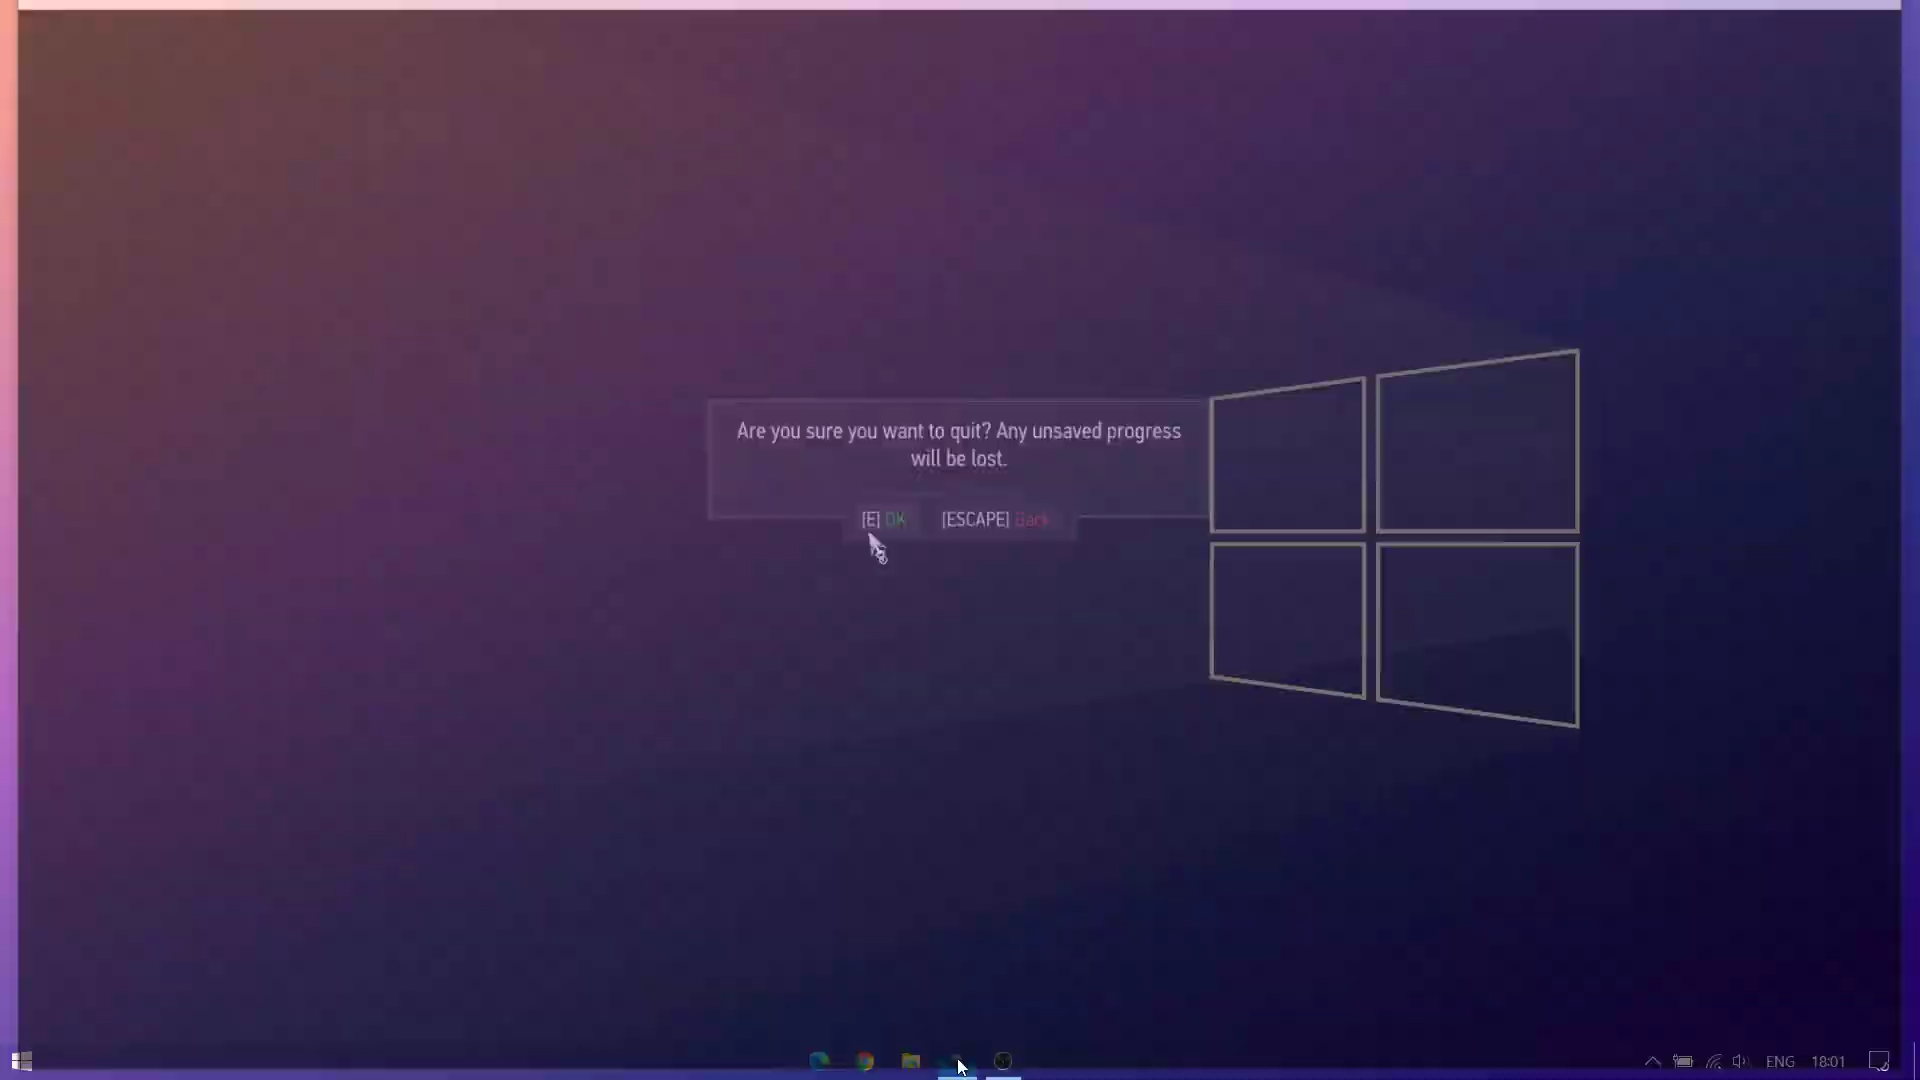 Are you sure you want to quit? Any unsaved progress
will be lost.
[E] OK [ESCAPE] Back
ENG 18:01